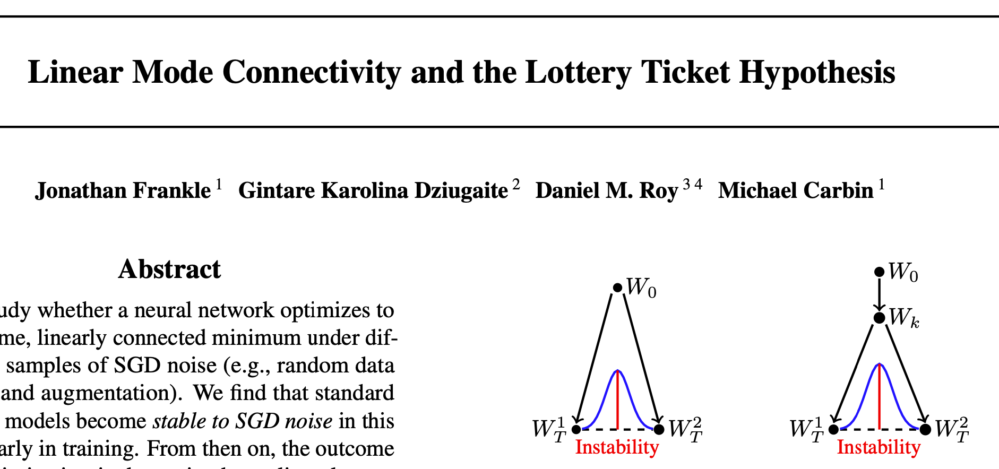 Linear Mode Connectivity and the Lottery Ticket Hypothesis
Jonathan Frankle 1 Gintare Karolina Dziugaite 2 Daniel M. Roy 3 4 Michael Carbin 1
Abstract
udy whether a neural network optimizes to
me, linearly connected minimum under dif-
samples of SGD noise (e.g., random data
and augmentation). We find that standard
models become stable to SGD noise in this
arly in training. From then on, the outcome
W_0
W_T^1 W_T^2
Instability
W_0
W_k
W_T^1 W_T^2
Instability